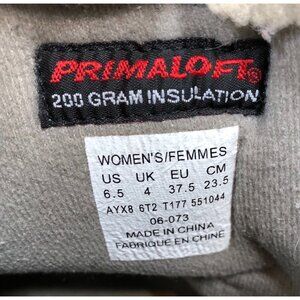 PRIMALOFT®
200 GRAM INSULATION
WOMEN'S/FEMMES
US UK EU CM
6.5 4 37.5 23.5
AYX8 6T2 T177 551044
06-073
MADE IN CHINA
FABRIQUE EN CHINE